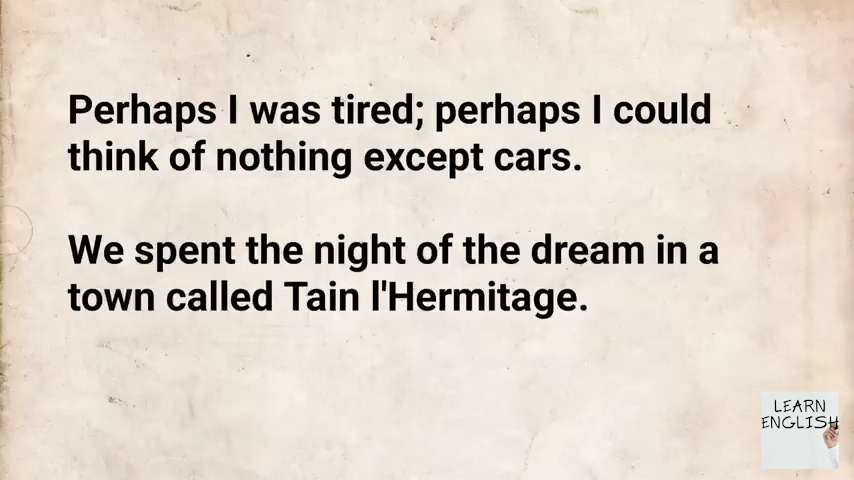 Perhaps I was tired; perhaps I could
think of nothing except cars.
We spent the night of the dream in a
town called Tain l'Hermitage.
LEARN
ENGLISH